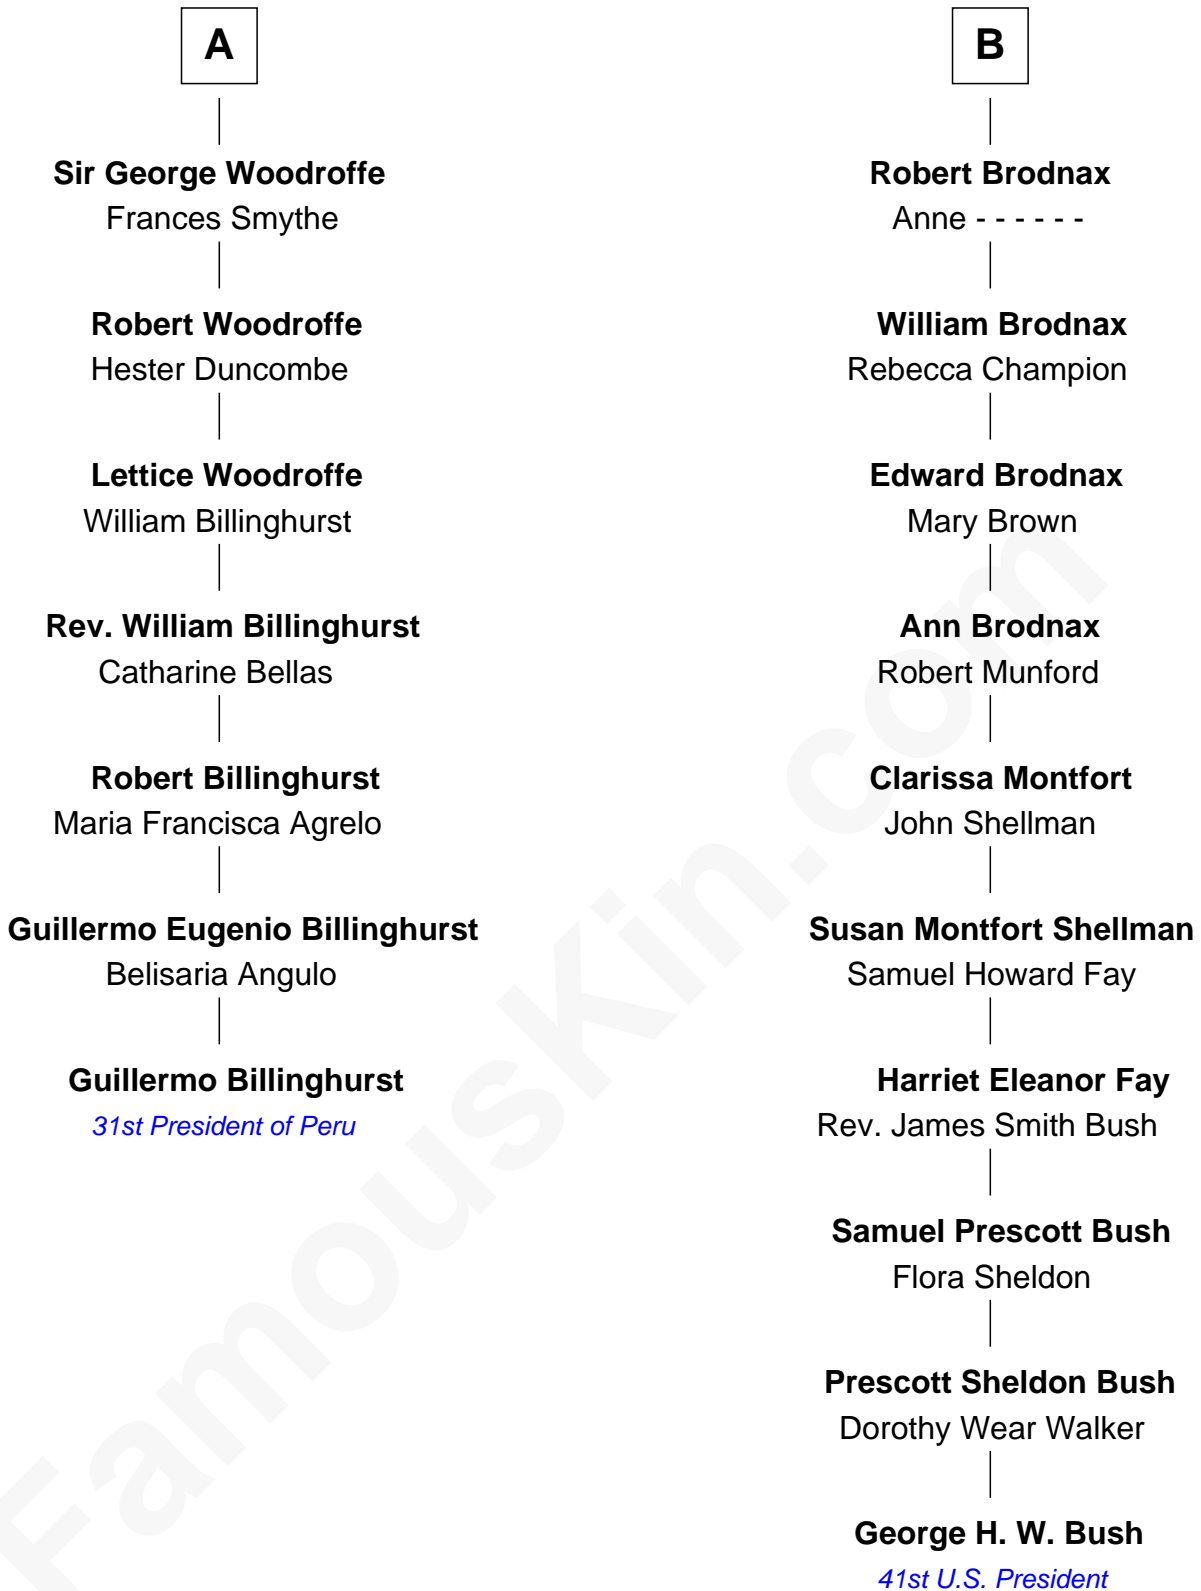 A
Sir George Woodroffe
Frances Smythe
Robert Woodroffe
Hester Duncombe
Lettice Woodroffe
William Billinghurst
Rev. William Billinghurst
Catharine Bellas
Robert Billinghurst
Maria Francisca Agrelo
Guillermo Eugenio Billinghurst
Belisaria Angulo
Guillermo Billinghurst
31st President of Peru
B
Robert Brodnax
Anne - - - - - -
William Brodnax
Rebecca Champion
Edward Brodnax
Mary Brown
Ann Brodnax
Robert Munford
Clarissa Montfort
John Shellman
Susan Montfort Shellman
Samuel Howard Fay
Harriet Eleanor Fay
Rev. James Smith Bush
Samuel Prescott Bush
Flora Sheldon
Prescott Sheldon Bush
Dorothy Wear Walker
George H. W. Bush
41st U.S. President
FamousKin.com